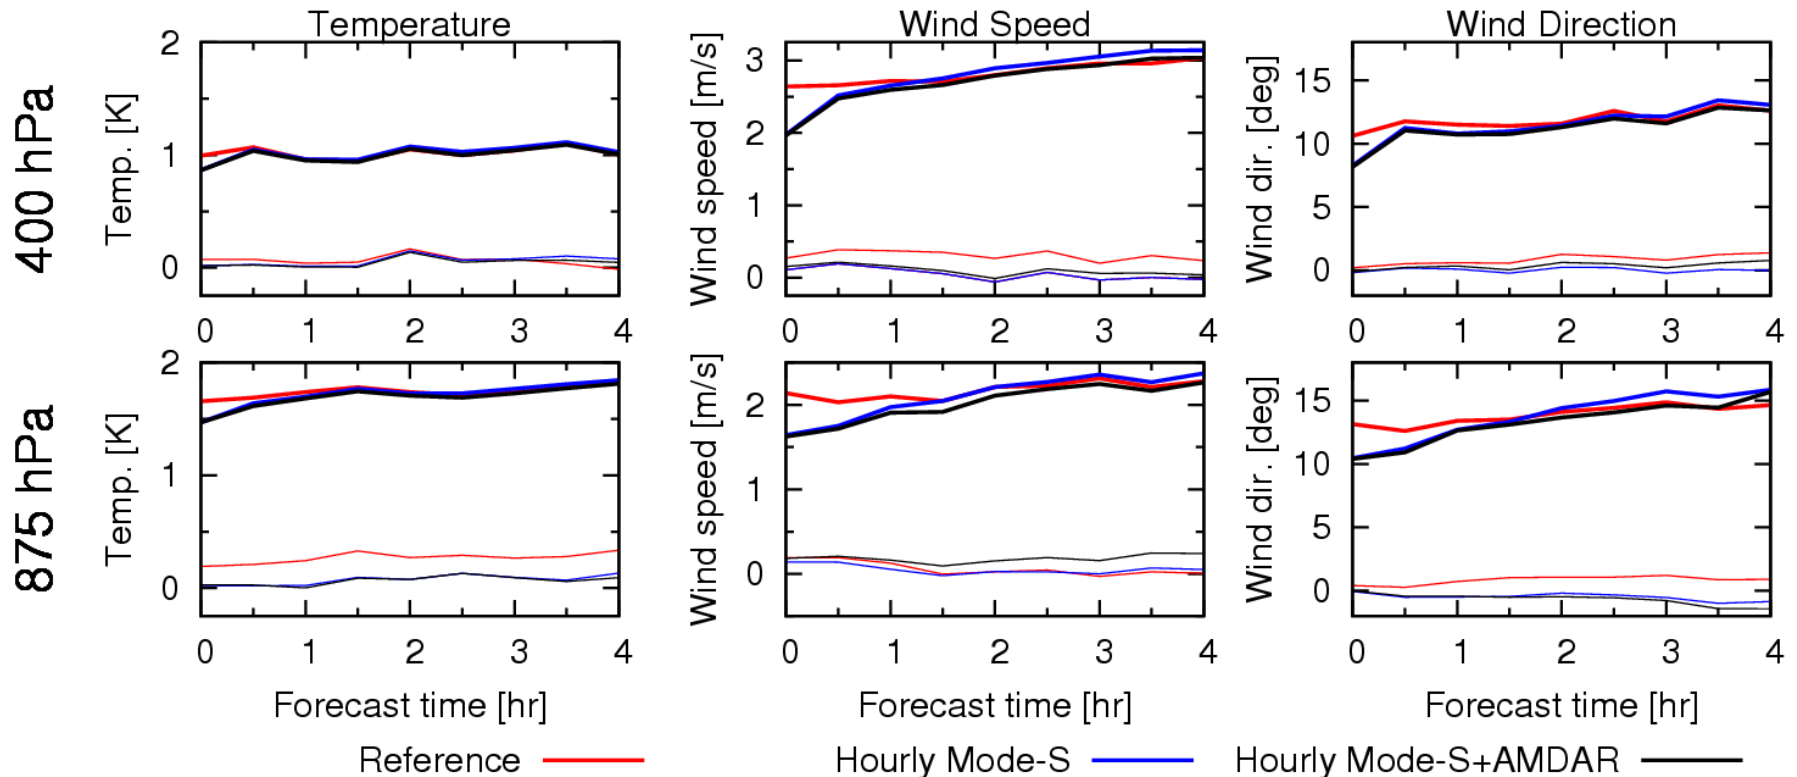 Temperature
Wind Speed
Wind Direction
400 hPa
Temp. [K]
2
1
0
0 1 2 3 4
Wind speed [m/s]
3
2
1
0
0 1 2 3 4
Wind dir. [deg]
15
10
5
0
0 1 2 3 4
875 hPa
Temp. [K]
2
1
0
0 1 2 3 4
Forecast time [hr]
Wind speed [m/s]
2
1
0
0 1 2 3 4
Forecast time [hr]
Wind dir. [deg]
15
10
5
0
0 1 2 3 4
Forecast time [hr]
Reference
Hourly Mode-S
Hourly Mode-S+AMDAR